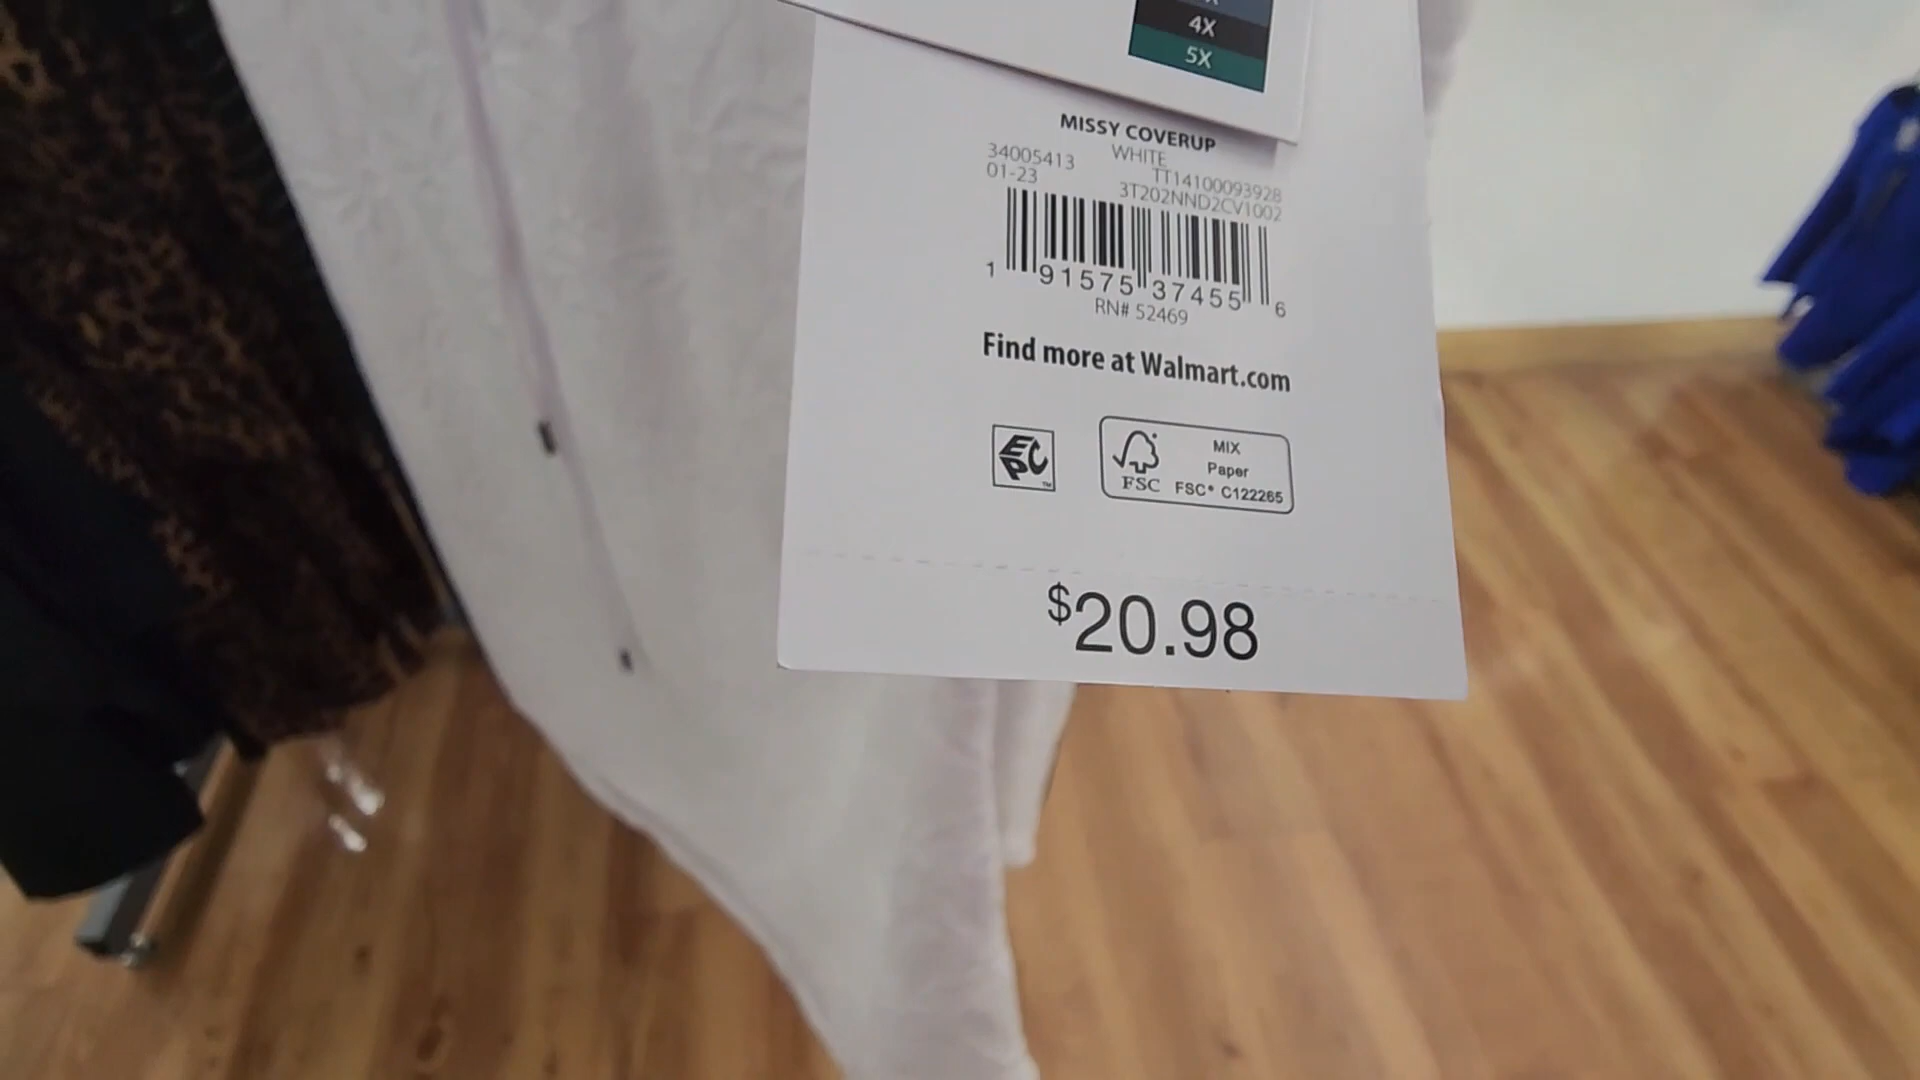 4X
5X
MISSY COVERUP
34005413 WHITE TT14100093928
01-23 3T202NND2CV1002
1 91575 37455 6
RN# 52469
Find more at Walmart.com
EPC™
MIX
Paper
FSC FSC® C122265
$20.98